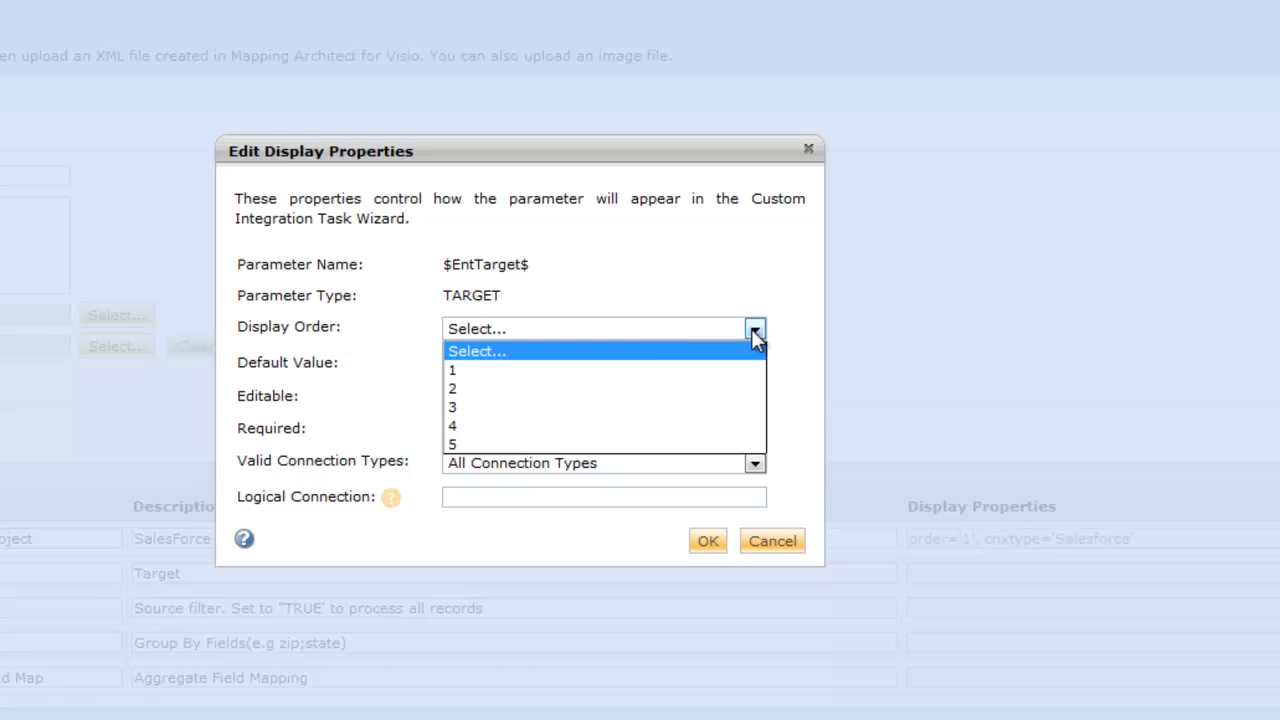 en upload an XML file created in Mapping Architect for Visio. You can also upload an image file.
Edit Display Properties
These properties control how the parameter will appear in the Custom
Integration Task Wizard.
Parameter Name: $EntTarget$
Parameter Type: TARGET
Display Order: Select...
Select...
Default Value:
1
2
Editable:
3
Required:
4
5
Valid Connection Types: All Connection Types
Logical Connection: ?
Select...
Select... Clear
OK Cancel
?
Descriptio Display Properties
oject SalesForce order='1', cnxtype='Salesforce'
Target
Source filter. Set to "TRUE' to process all records
Group By Fields(e.g zip;state)
d Map Aggregate Field Mapping